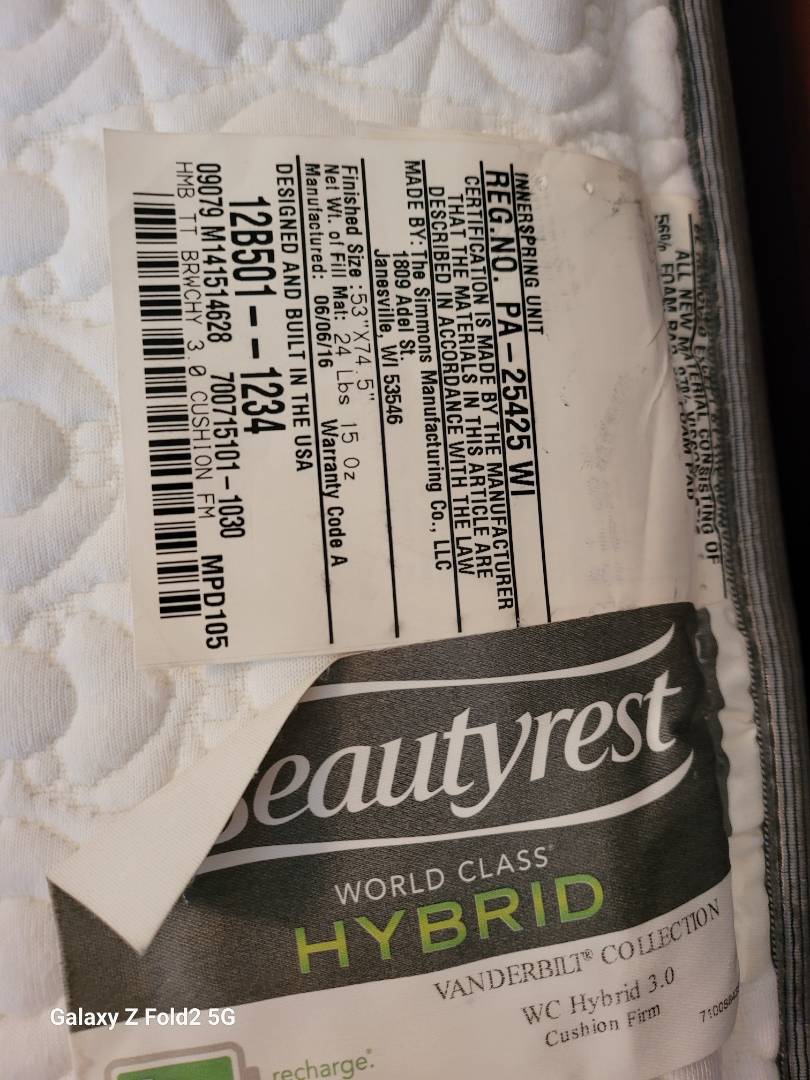 ALL NEW MATERIAL CONSISTING OF
56% FOAM PAD
INNERSPRING UNIT
REG.NO. PA-25425 WI
CERTIFICATION IS MADE BY THE MANUFACTURER
THAT THE MATERIALS IN THIS ARTICLE ARE
DESCRIBED IN ACCORDANCE WITH THE LAW
MADE BY: The Simmons Manufacturing Co., LLC
1809 Adel St.
Janesville, WI 53546
Finished Size: 53"X74.5"
Net Wt. of Fill Mat: 24 Lbs 15 Oz
Manufactured: 06/06/16 Warranty Code A
DESIGNED AND BUILT IN THE USA
12B501--1234
09079 M141514628 700715101-1030 MPD105
HMB TT BRWCHY 3.0 CUSHION FM
Beautyrest
WORLD CLASS®
HYBRID
VANDERBILT® COLLECTION
WC Hybrid 3.0
Cushion Firm
recharge.®
Galaxy Z Fold2 5G